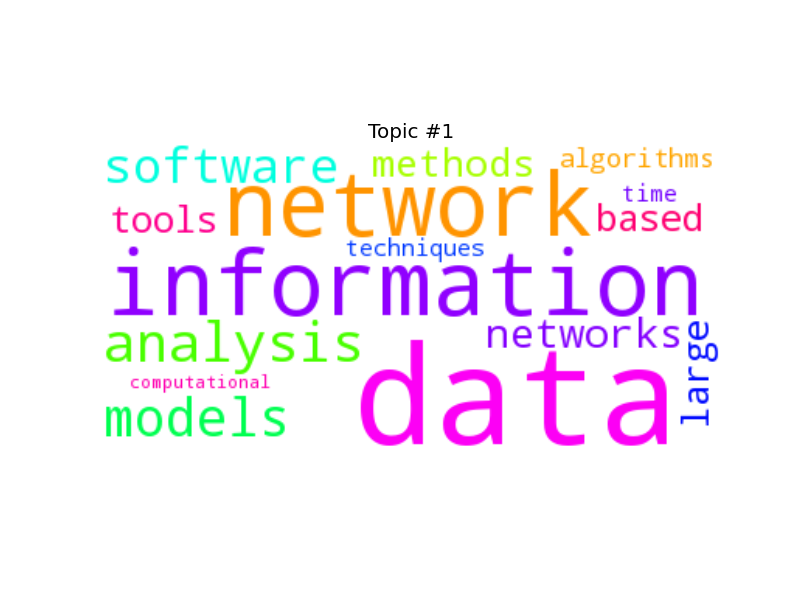 Topic #1
software methods algorithms
network time
tools based
techniques
information
analysis networks large
computational data
models